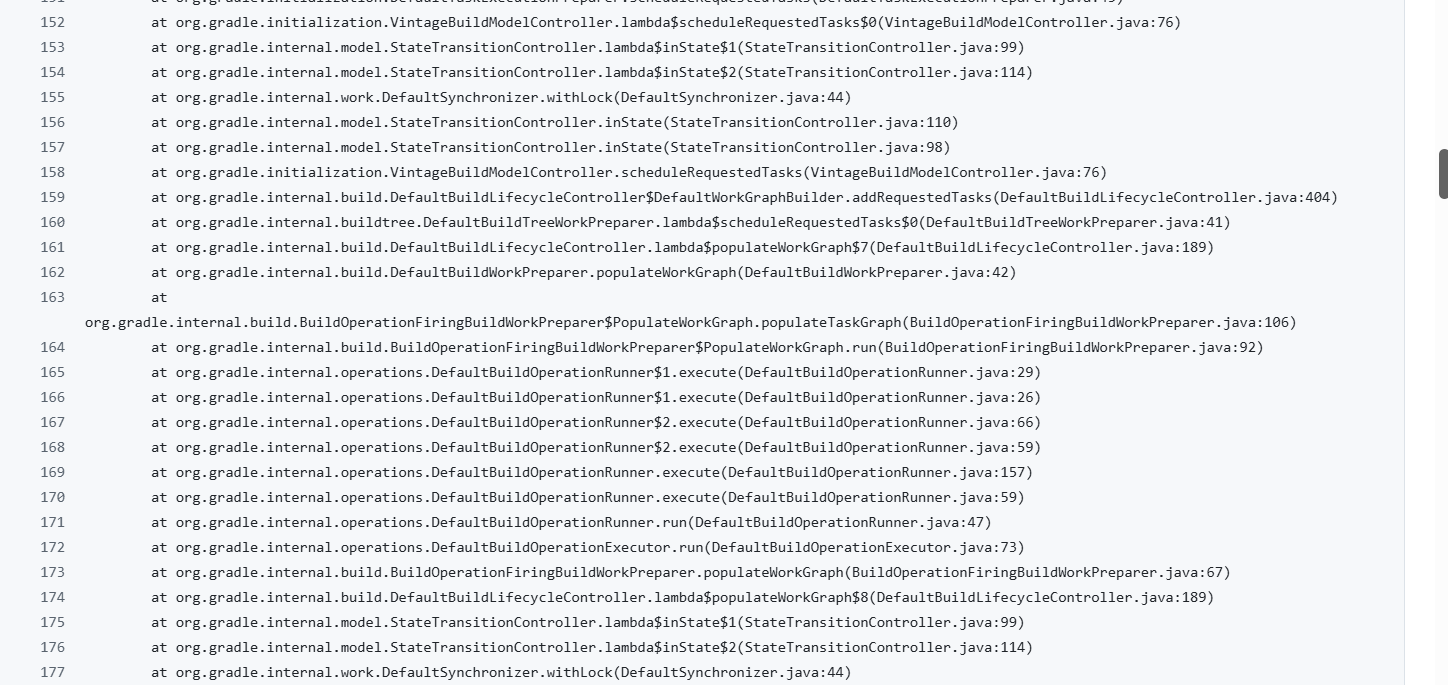 151 at org.gradle.initialization.DefaultTaskExecutionPreparer.scheduleRequestedTasks(DefaultTaskExecutionPreparer.java:49)
152 at org.gradle.initialization.VintageBuildModelController.lambda$scheduleRequestedTasks$0(VintageBuildModelController.java:76)
153 at org.gradle.internal.model.StateTransitionController.lambda$inState$1(StateTransitionController.java:99)
154 at org.gradle.internal.model.StateTransitionController.lambda$inState$2(StateTransitionController.java:114)
155 at org.gradle.internal.work.DefaultSynchronizer.withLock(DefaultSynchronizer.java:44)
156 at org.gradle.internal.model.StateTransitionController.inState(StateTransitionController.java:110)
157 at org.gradle.internal.model.StateTransitionController.inState(StateTransitionController.java:98)
158 at org.gradle.initialization.VintageBuildModelController.scheduleRequestedTasks(VintageBuildModelController.java:76)
159 at org.gradle.internal.build.DefaultBuildLifecycleController$DefaultWorkGraphBuilder.addRequestedTasks(DefaultBuildLifecycleController.java:404)
160 at org.gradle.internal.buildtree.DefaultBuildTreeWorkPreparer.lambda$scheduleRequestedTasks$0(DefaultBuildTreeWorkPreparer.java:41)
161 at org.gradle.internal.build.DefaultBuildLifecycleController.lambda$populateWorkGraph$7(DefaultBuildLifecycleController.java:189)
162 at org.gradle.internal.build.DefaultBuildWorkPreparer.populateWorkGraph(DefaultBuildWorkPreparer.java:42)
163 at
org.gradle.internal.build.BuildOperationFiringBuildWorkPreparer$PopulateWorkGraph.populateTaskGraph(BuildOperationFiringBuildWorkPreparer.java:106)
164 at org.gradle.internal.build.BuildOperationFiringBuildWorkPreparer$PopulateWorkGraph.run(BuildOperationFiringBuildWorkPreparer.java:92)
165 at org.gradle.internal.operations.DefaultBuildOperationRunner$1.execute(DefaultBuildOperationRunner.java:29)
166 at org.gradle.internal.operations.DefaultBuildOperationRunner$1.execute(DefaultBuildOperationRunner.java:26)
167 at org.gradle.internal.operations.DefaultBuildOperationRunner$2.execute(DefaultBuildOperationRunner.java:66)
168 at org.gradle.internal.operations.DefaultBuildOperationRunner$2.execute(DefaultBuildOperationRunner.java:59)
169 at org.gradle.internal.operations.DefaultBuildOperationRunner.execute(DefaultBuildOperationRunner.java:157)
170 at org.gradle.internal.operations.DefaultBuildOperationRunner.execute(DefaultBuildOperationRunner.java:59)
171 at org.gradle.internal.operations.DefaultBuildOperationRunner.run(DefaultBuildOperationRunner.java:47)
172 at org.gradle.internal.operations.DefaultBuildOperationExecutor.run(DefaultBuildOperationExecutor.java:73)
173 at org.gradle.internal.build.BuildOperationFiringBuildWorkPreparer.populateWorkGraph(BuildOperationFiringBuildWorkPreparer.java:67)
174 at org.gradle.internal.build.DefaultBuildLifecycleController.lambda$populateWorkGraph$8(DefaultBuildLifecycleController.java:189)
175 at org.gradle.internal.model.StateTransitionController.lambda$inState$1(StateTransitionController.java:99)
176 at org.gradle.internal.model.StateTransitionController.lambda$inState$2(StateTransitionController.java:114)
177 at org.gradle.internal.work.DefaultSynchronizer.withLock(DefaultSynchronizer.java:44)